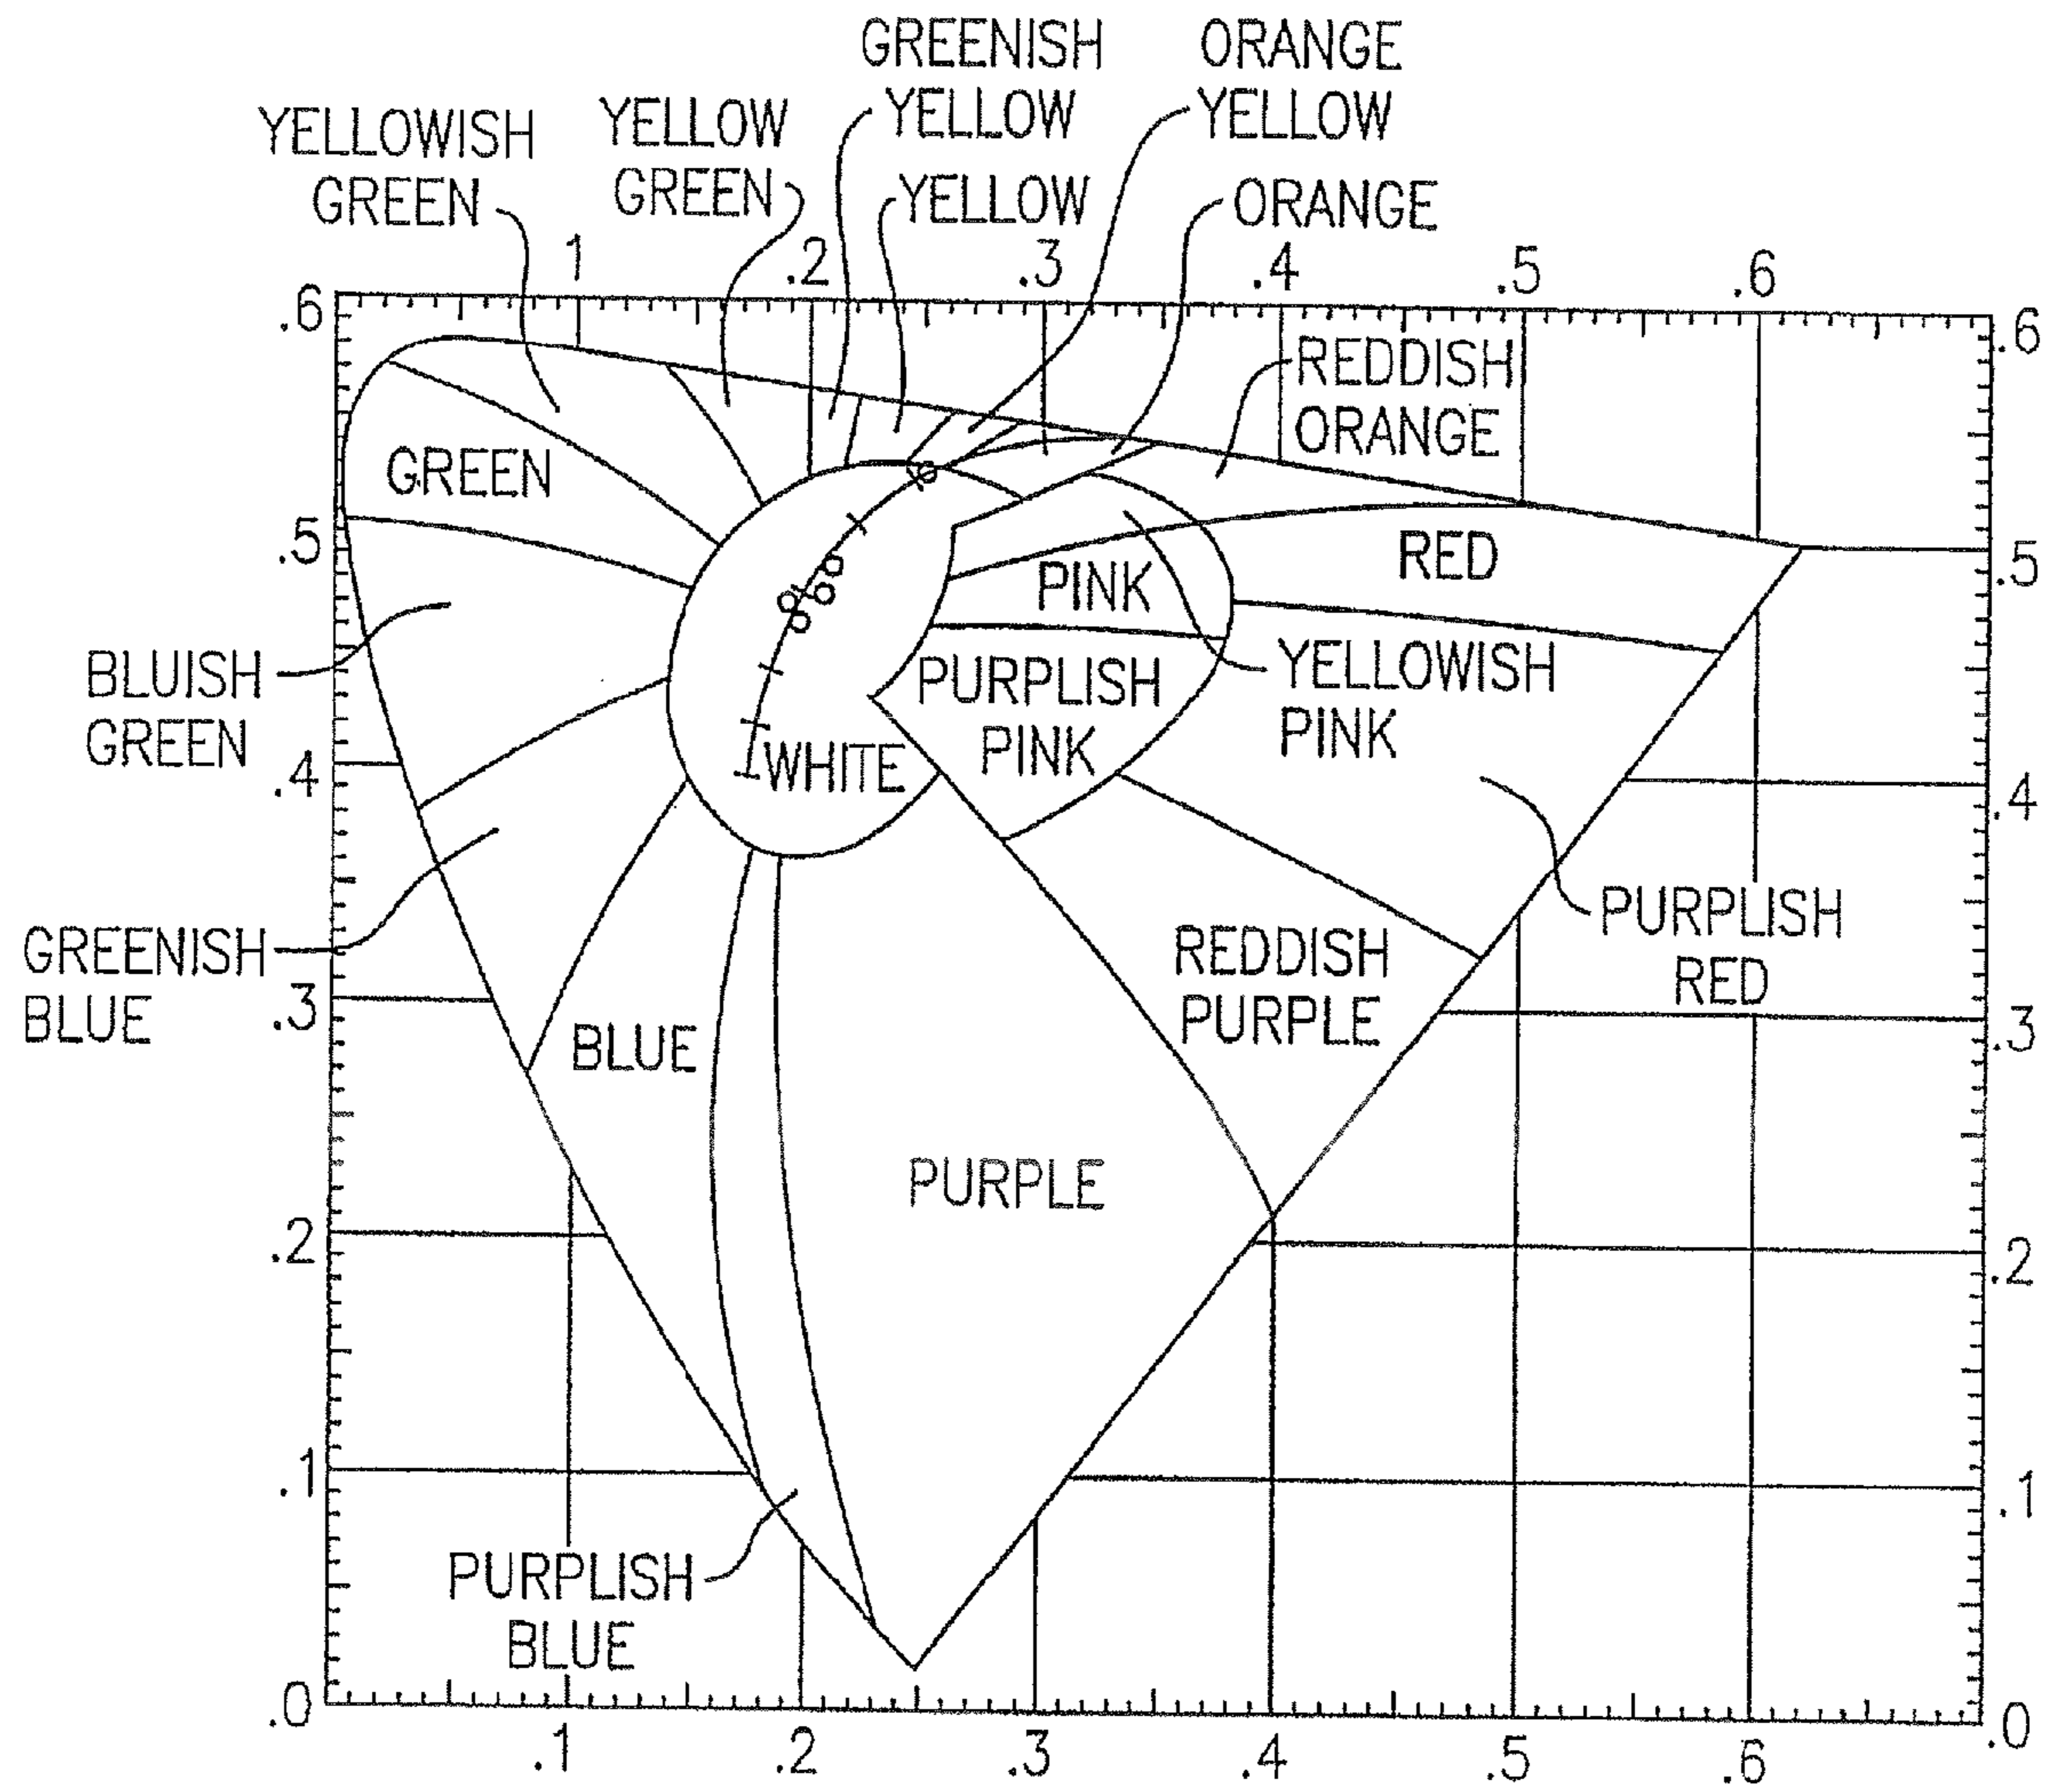 GREENISH
YELLOW
ORANGE
YELLOW
YELLOWISH
GREEN
YELLOW
GREEN
YELLOW
ORANGE
1
.2
.3
.4
.5
.6
.6
.6
REDDISH
ORANGE
GREEN
.5
RED
.5
PINK
BLUISH
GREEN
PURPLISH
PINK
YELLOWISH
PINK
WHITE
.4
.4
PURPLISH
RED
GREENISH
BLUE
REDDISH
PURPLE
.3
.3
BLUE
PURPLE
.2
.2
.1
.1
PURPLISH
BLUE
.0
.0
.1
.2
.3
.4
.5
.6